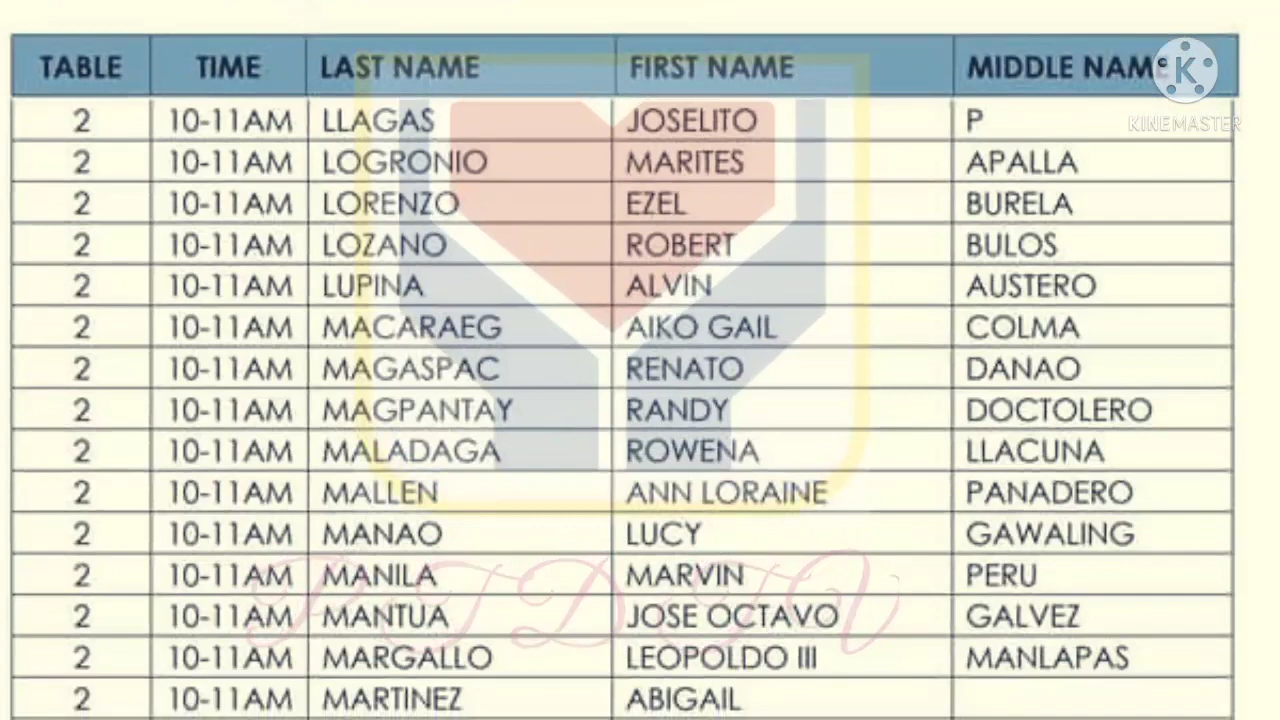 TABLE TIME LAST NAME FIRST NAME MIDDLE NAME
K
KINEMASTER
2 10-11AM LLAGAS JOSELITO P
2 10-11AM LOGRONIO MARITES APALLA
2 10-11AM LORENZO EZEL BURELA
2 10-11AM LOZANO ROBERT BULOS
2 10-11AM LUPINA ALVIN AUSTERO
2 10-11AM MACARAEG AIKO GAIL COLMA
2 10-11AM MAGASPAC RENATO DANAO
2 10-11AM MAGPANTAY RANDY DOCTOLERO
2 10-11AM MALADAGA ROWENA LLACUNA
2 10-11AM MALLEN ANN LORAINE PANADERO
2 10-11AM MANAO LUCY GAWALING
2 10-11AM MANILA MARVIN PERU
2 10-11AM MANTUA JOSE OCTAVO GALVEZ
2 10-11AM MARGALLO LEOPOLDO III MANLAPAS
2 10-11AM MARTINEZ ABIGAIL